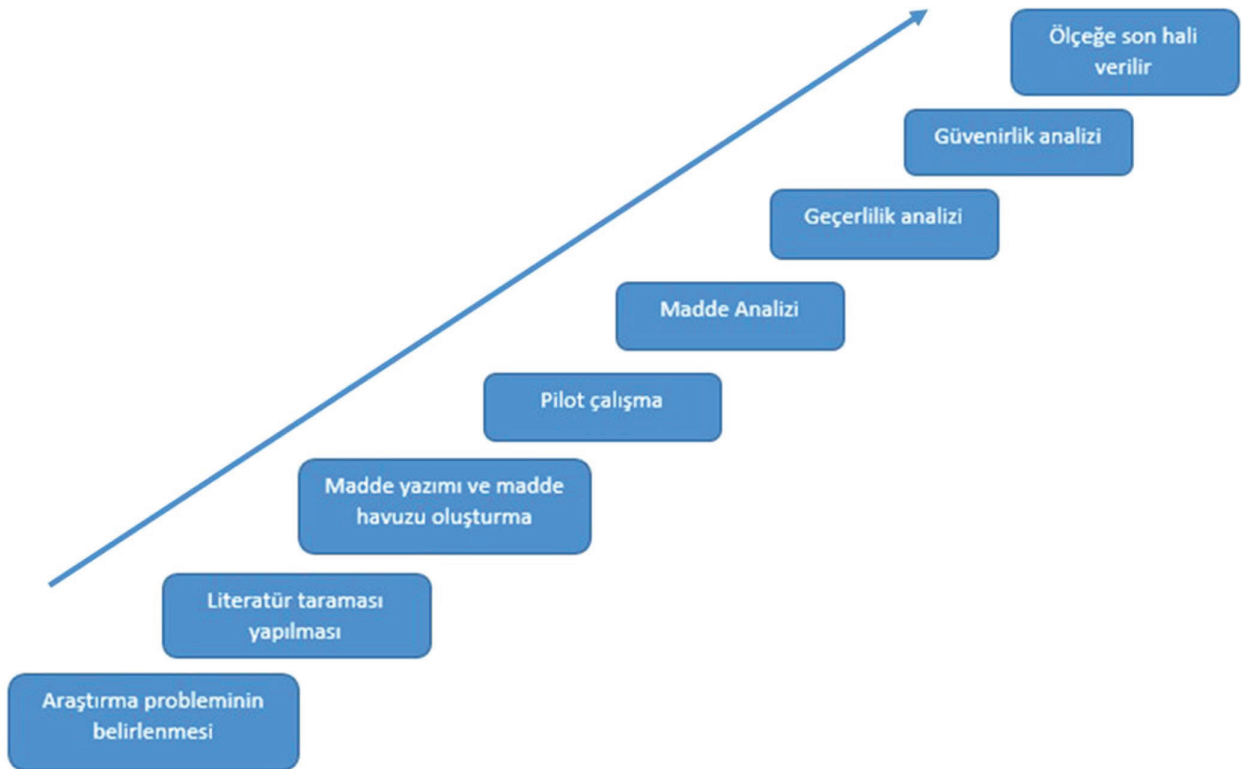 Ölçeğe son hali
verilir
Güvenirlik analizi
Geçerlilik analizi
Madde Analizi
Pilot çalışma
Madde yazımı ve madde
havuzu oluşturma
Literatür taraması
yapılması
Araştırma probleminin
belirlenmesi